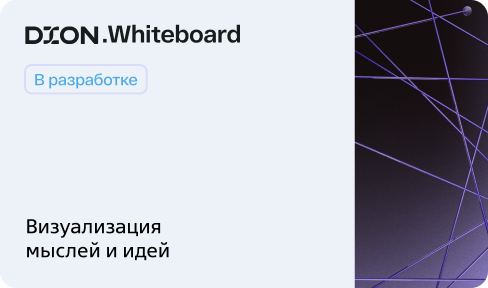 DION.Whiteboard
В разработке
Визуализация
мыслей и идей